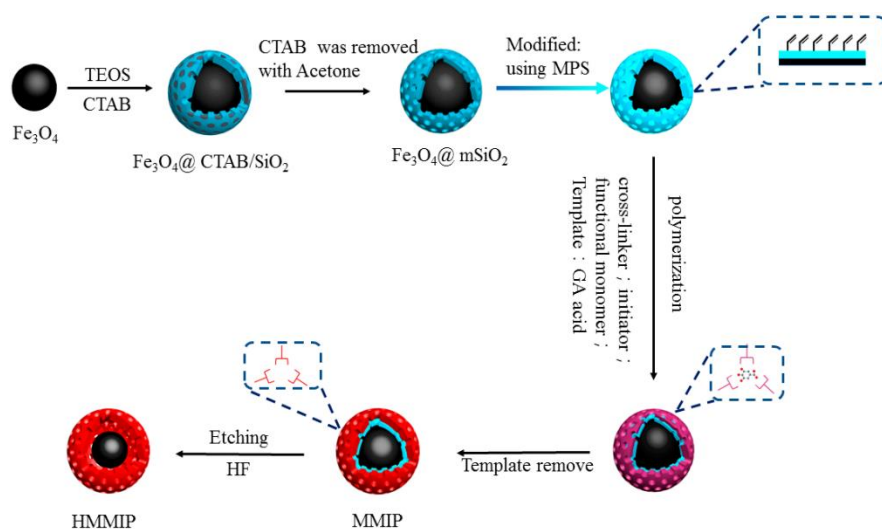 TEOS
CTAB
Fe₃O₄
Fe₃O₄@ CTAB/SiO₂
CTAB was removed
with Acetone
Fe₃O₄@ mSiO₂
Modified:
using MPS
polymerization
cross-linker ; initiator ;
functional monomer ;
Template : GA acid
Template remove
MMIP
Etching
HF
HMMIP